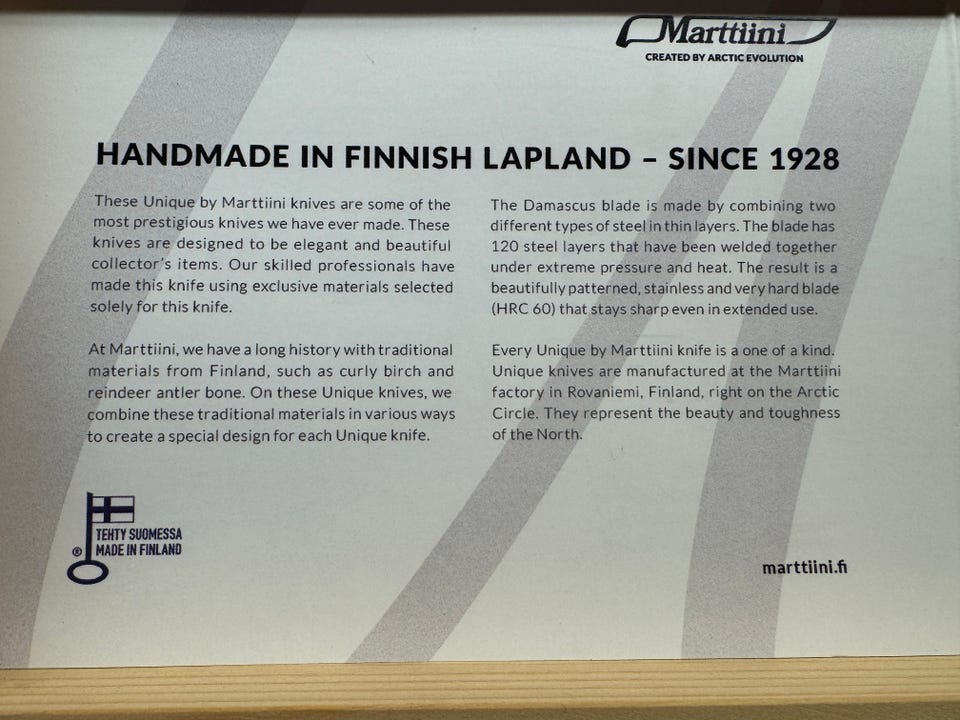 Marttiini
CREATED BY ARCTIC EVOLUTION
HANDMADE IN FINNISH LAPLAND – SINCE 1928
These Unique by Marttiini knives are some of the
most prestigious knives we have ever made. These
knives are designed to be elegant and beautiful
collector's items. Our skilled professionals have
made this knife using exclusive materials selected
solely for this knife.
At Marttiini, we have a long history with traditional
materials from Finland, such as curly birch and
reindeer antler bone. On these Unique knives, we
combine these traditional materials in various ways
to create a special design for each Unique knife.
The Damascus blade is made by combining two
different types of steel in thin layers. The blade has
120 steel layers that have been welded together
under extreme pressure and heat. The result is a
beautifully patterned, stainless and very hard blade
(HRC 60) that stays sharp even in extended use.
Every Unique by Marttiini knife is a one of a kind.
Unique knives are manufactured at the Marttiini
factory in Rovaniemi, Finland, right on the Arctic
Circle. They represent the beauty and toughness
of the North.
TEHTY SUOMESSA
® MADE IN FINLAND
marttiini.fi